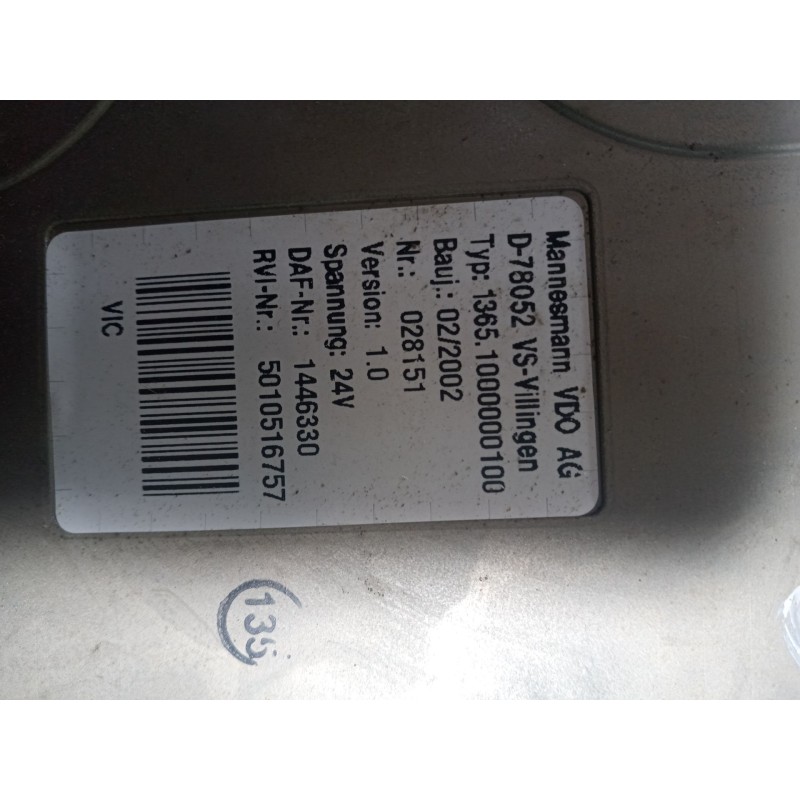 Mannesmann VDO AG
D-78052 VS-Villingen
Typ: 1365.1000000100
Bauj.: 02/2002
Nr.: 028151
Version: 1.0
Spannung: 24V
DAF-Nr.: 1446330
RVI-Nr.: 5010516757
VIC
135